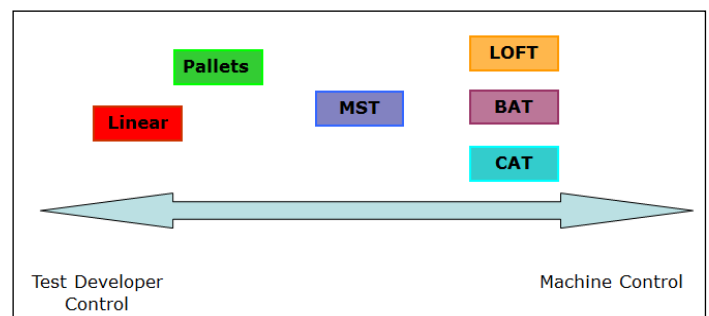 LOFT
Pallets
MST
BAT
Linear
CAT
Test Developer
Control
Machine Control